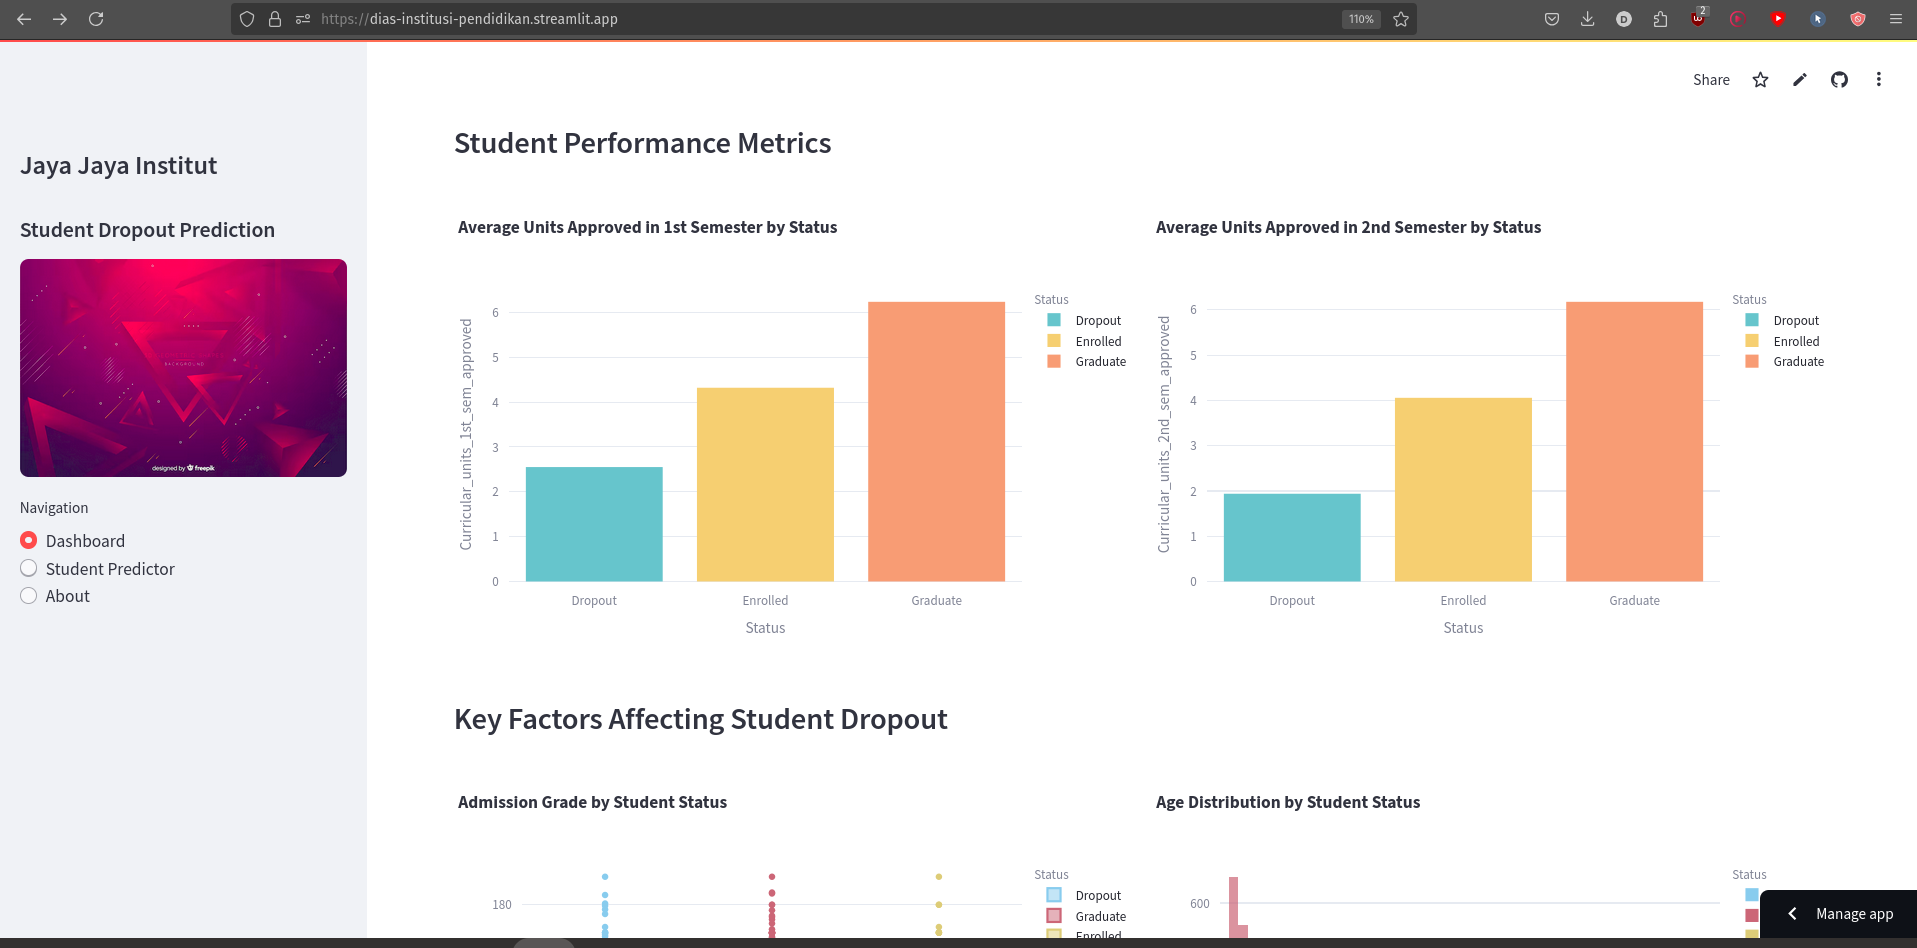 https://dias-institusi-pendidikan.streamlit.app
110%
D
2
Share
Jaya Jaya Institut
Student Dropout Prediction
BACKGROUND
designed by freepik
Navigation
Dashboard
Student Predictor
About
Student Performance Metrics
Average Units Approved in 1st Semester by Status
Curricular_units_1st_sem_approved
6
5
4
3
2
1
0
Dropout
Enrolled
Graduate
Status
Status
Dropout
Enrolled
Graduate
Average Units Approved in 2nd Semester by Status
Curricular_units_2nd_sem_approved
6
5
4
3
2
1
0
Dropout
Enrolled
Graduate
Status
Status
Dropout
Enrolled
Graduate
Key Factors Affecting Student Dropout
Admission Grade by Student Status
180
Status
Dropout
Graduate
Enrolled
Age Distribution by Student Status
600
Status
Manage app